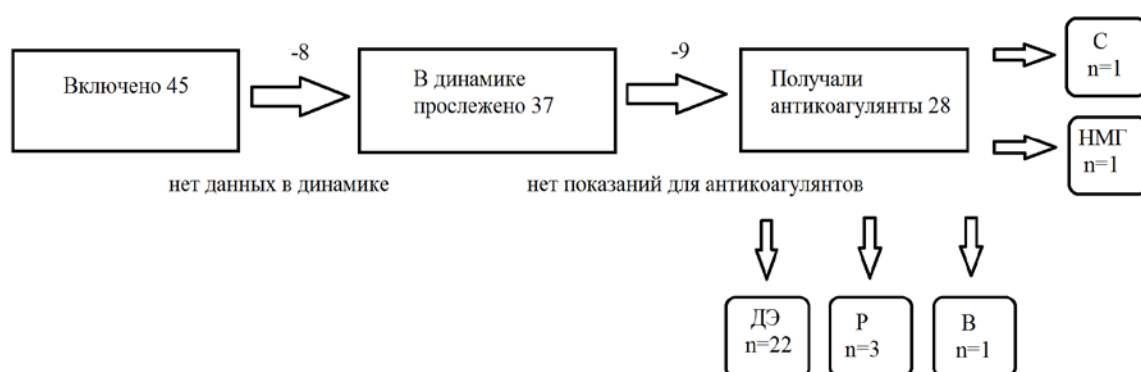 Включено 45
-8
В динамике
прослежено 37
-9
Получали
антикоагулянты 28
С
n=1
НМГ
n=1
нет данных в динамике
нет показаний для антикоагулянтов
ДЭ
n=22
Р
n=3
В
n=1